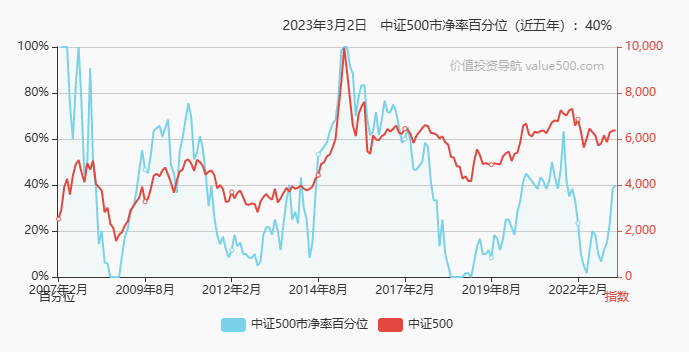 2023年3月2日 中证500市净率百分位（近五年）：40%
100% 10,000
价值投资导航 value500.com
80% 8,000
60% 6,000
40% 4,000
20% 2,000
0% 0
2007年2月 2009年8月 2012年2月 2014年8月 2017年2月 2019年8月 2022年2月
百分位 指数
中证500市净率百分位 中证500